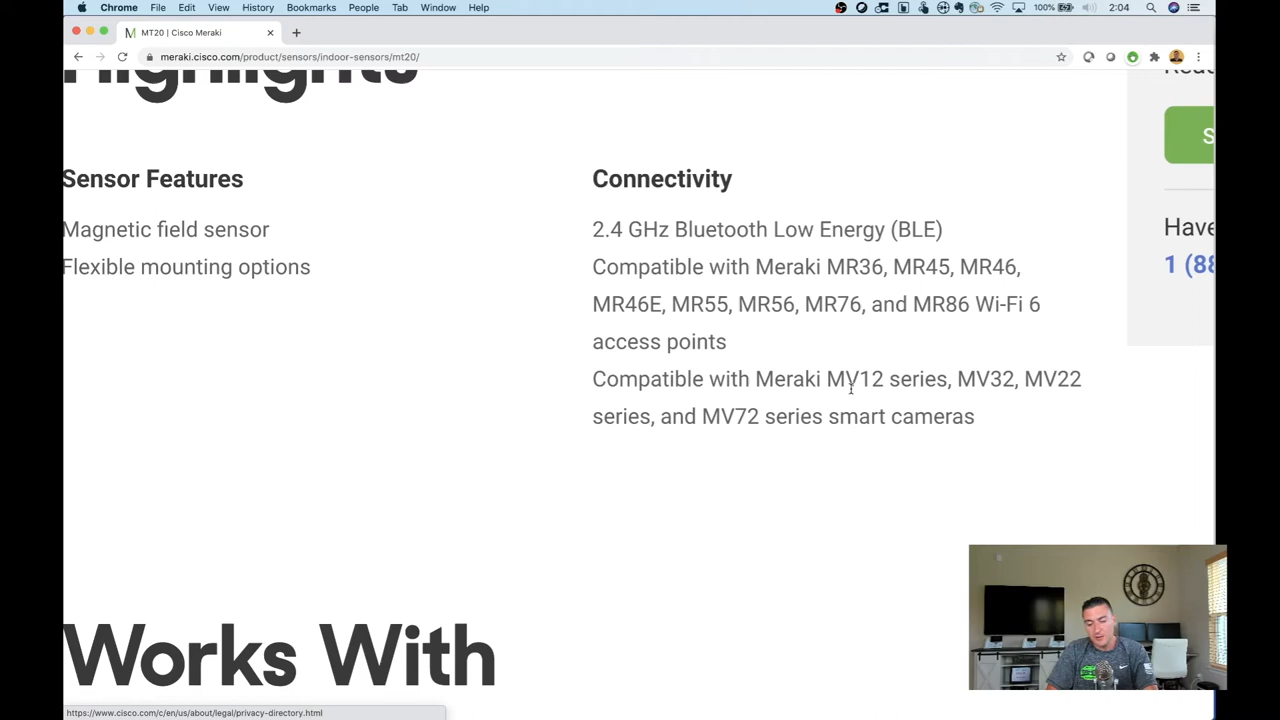 Chrome File Edit View History Bookmarks People Tab Window Help 100% 2:04
MT20 | Cisco Meraki
meraki.cisco.com/product/sensors/indoor-sensors/mt20/
Highlights
Sensor Features
Magnetic field sensor
Flexible mounting options
Connectivity
2.4 GHz Bluetooth Low Energy (BLE)
Compatible with Meraki MR36, MR45, MR46,
MR46E, MR55, MR56, MR76, and MR86 Wi-Fi 6
access points
Compatible with Meraki MV12 series, MV32, MV22
series, and MV72 series smart cameras
S
Have
1 (88
Works With
https://www.cisco.com/c/en/us/about/legal/privacy-directory.html